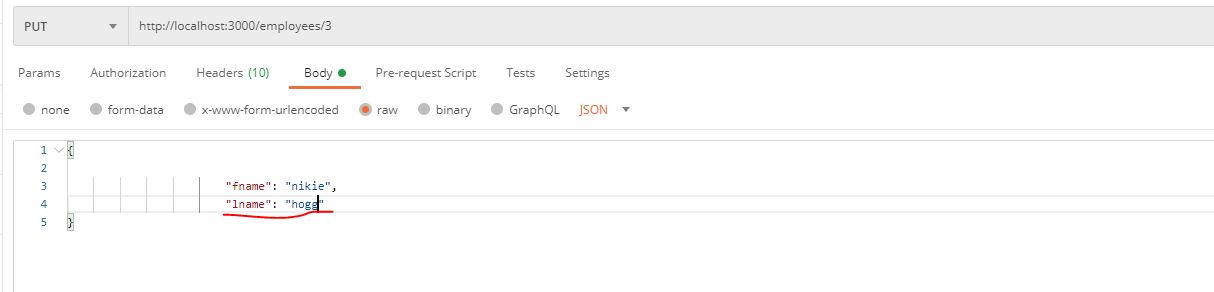 PUT http://localhost:3000/employees/3
Params Authorization Headers (10) Body Pre-request Script Tests Settings
none form-data x-www-form-urlencoded raw binary GraphQL JSON
1 {
2
3 "fname": "nikie",
4 "lname": "hogg"
5 }